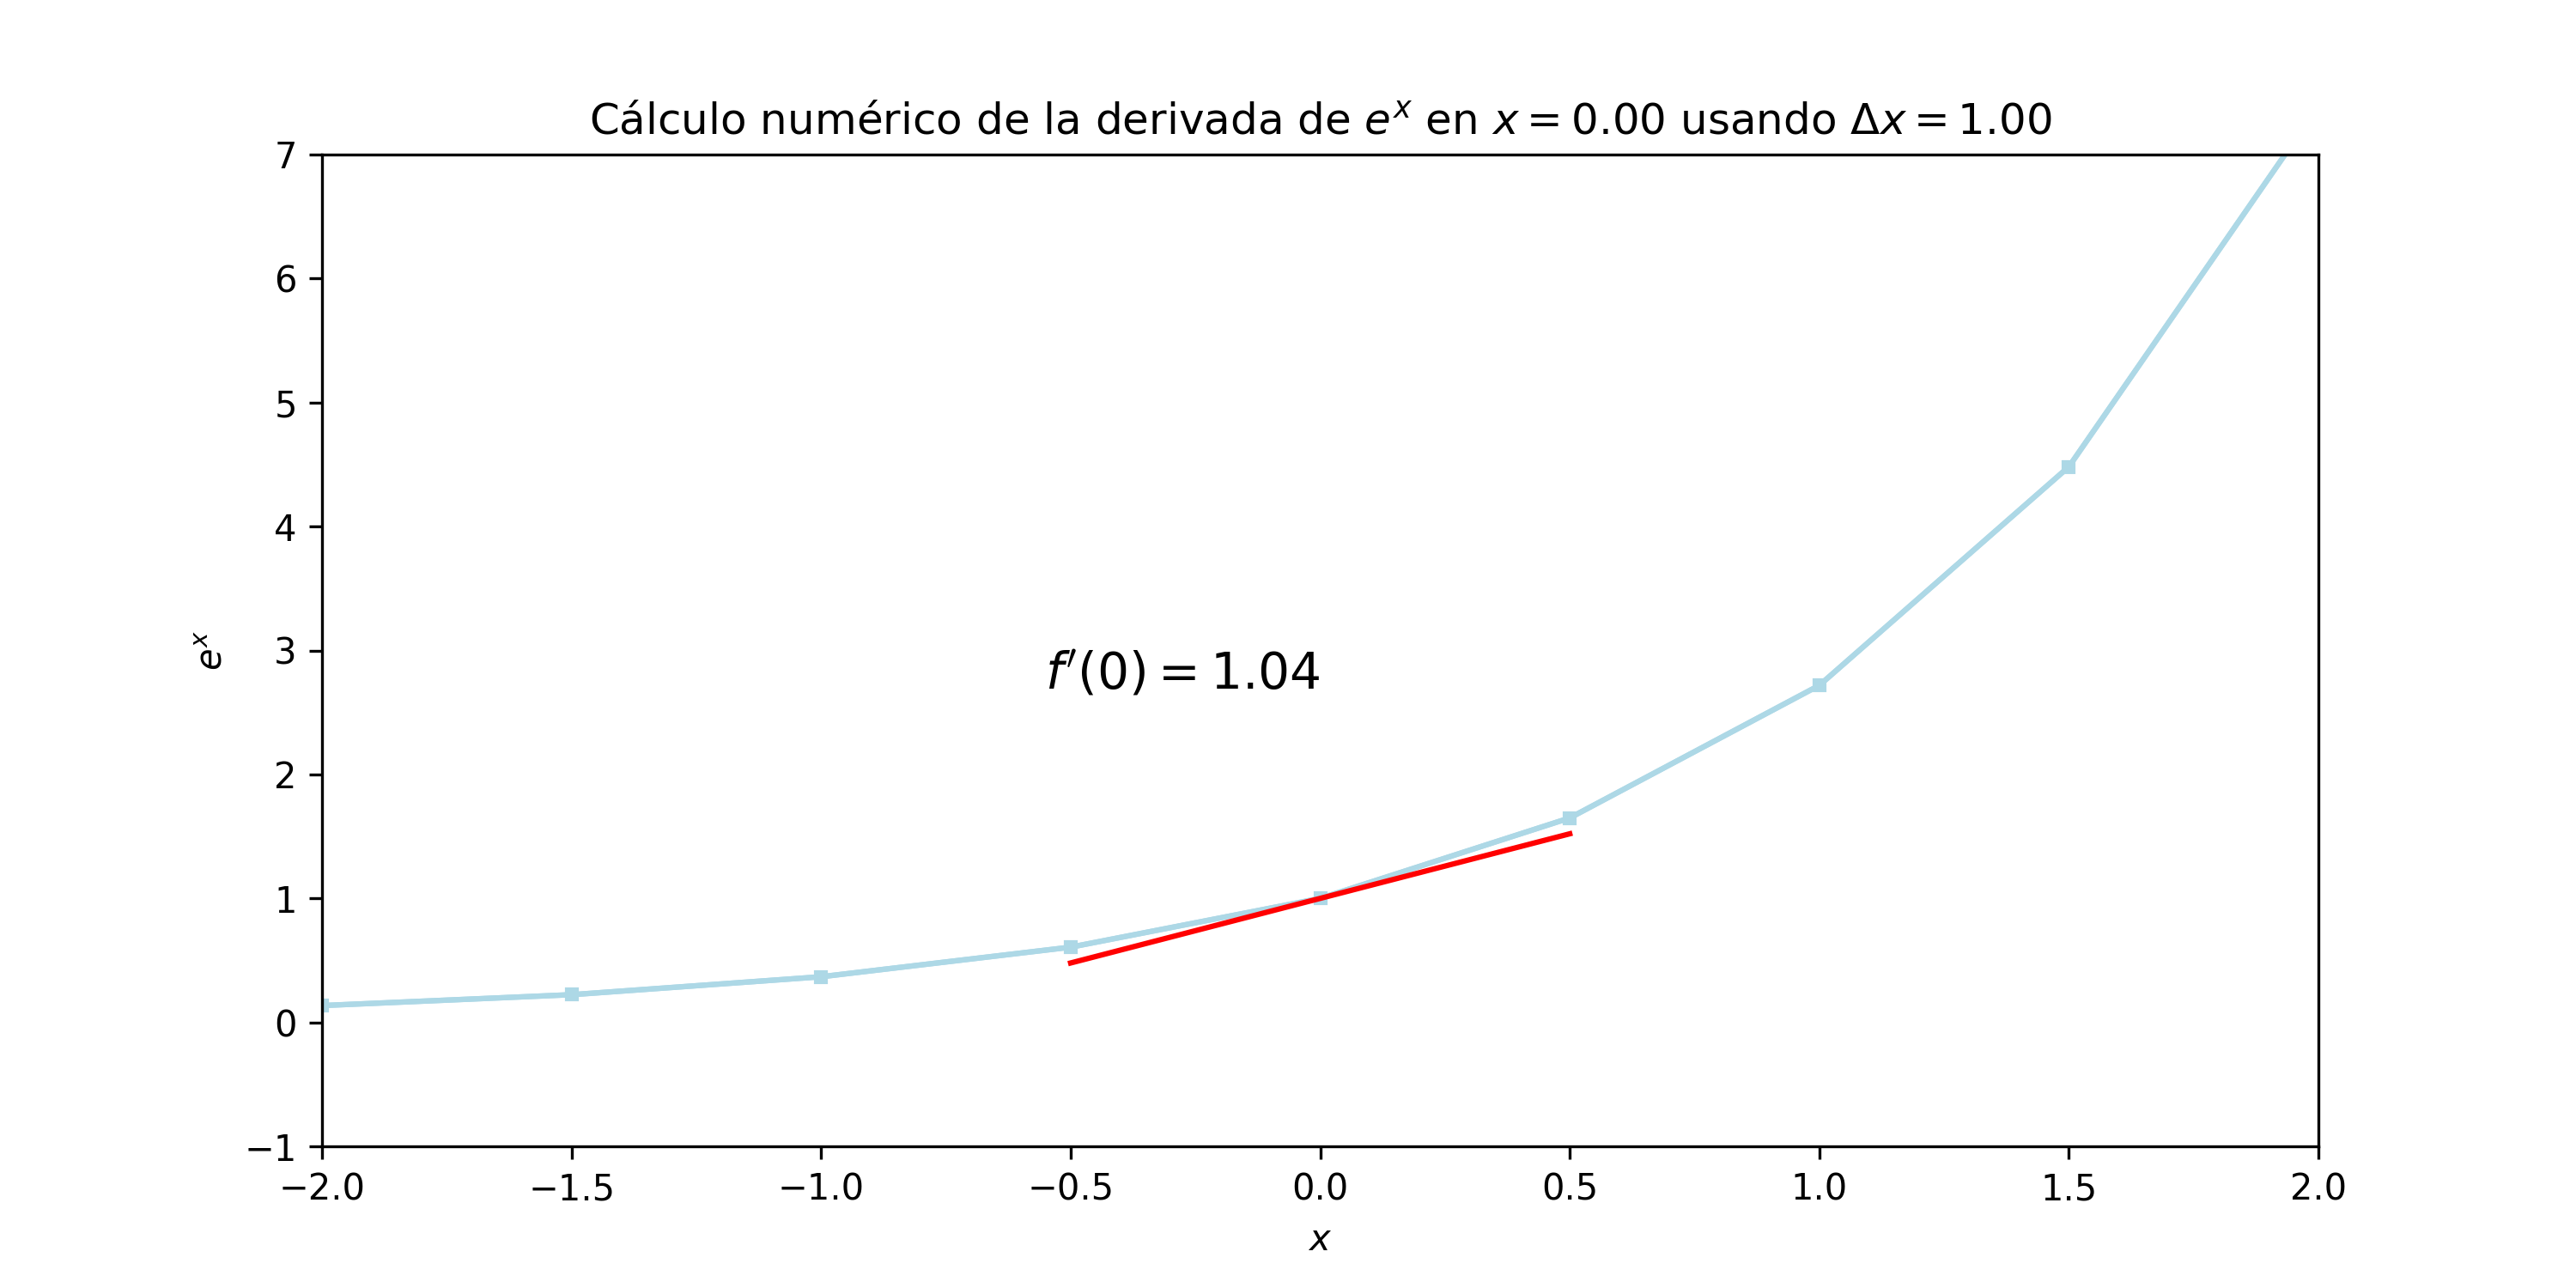 Cálculo numérico de la derivada de eˣ en x = 0.00 usando Δx = 1.00
7
6
5
4
3
2
1
0
−1
eˣ
f′(0) = 1.04
−2.0 −1.5 −1.0 −0.5 0.0 0.5 1.0 1.5 2.0
x